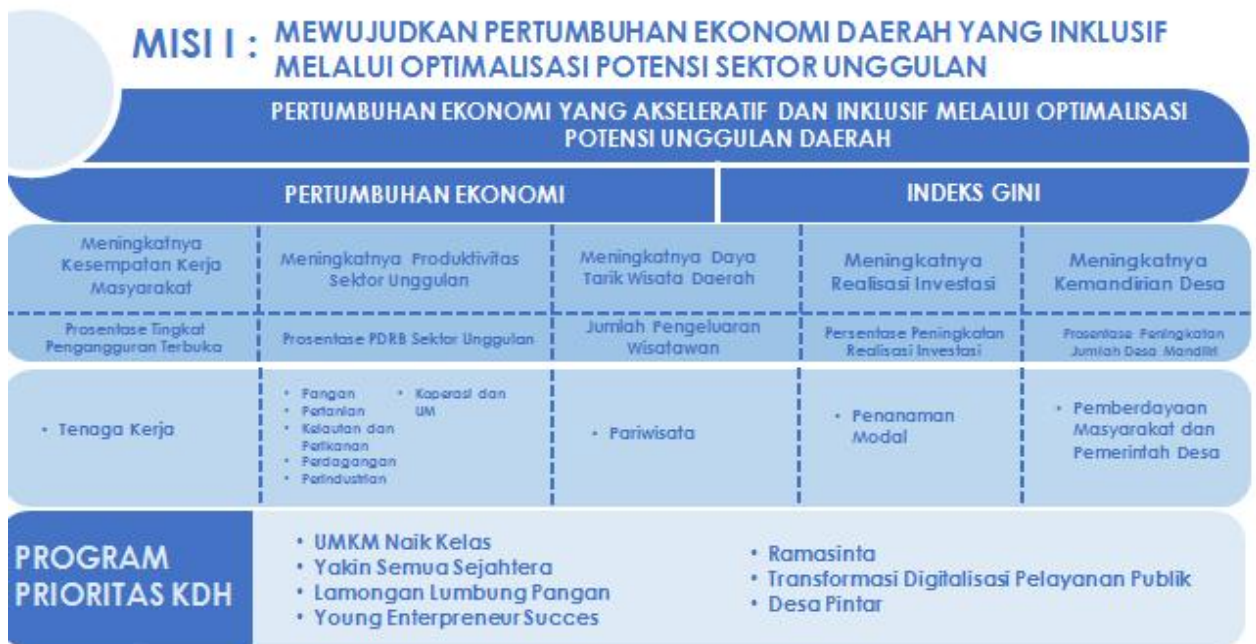 MISI I :
MEWUJUDKAN PERTUMBUHAN EKONOMI DAERAH YANG INKLUSIF
MELALUI OPTIMALISASI POTENSI SEKTOR UNGGULAN
PERTUMBUHAN EKONOMI YANG AKSELERATIF DAN INKLUSIF MELALUI OPTIMALISASI
POTENSI UNGGULAN DAERAH
PERTUMBUHAN EKONOMI
INDEKS GINI
Meningkatnya
Kesempatan Kerja
Masyarakat
Meningkatnya Produktivitas
Sektor Unggulan
Meningkatnya Daya
Tarik Wisata Daerah
Meningkatnya
Realisasi Investasi
Meningkatnya
Kemandirian Desa
Prosentase Tingkat
Pengangguran Terbuka
Prosentase PDRB Sektor Unggulan
Jumlah Pengeluaran
Wisatawan
Persentase Peningkatan
Realisasi Investasi
Prosentase Peningkatan
Jumlah Desa Mandiri
• Tenaga Kerja
• Pangan
• Pertanian
• Kelautan dan
Perikanan
• Perdagangan
• Perindustrian
• Koperasi dan
UM
• Pariwisata
• Penanaman
Modal
• Pemberdayaan
Masyarakat dan
Pemerintah Desa
PROGRAM
PRIORITAS KDH
• UMKM Naik Kelas
• Yakin Semua Sejahtera
• Lamongan Lumbung Pangan
• Young Enterpreneur Succes
• Ramasinta
• Transformasi Digitalisasi Pelayanan Publik
• Desa Pintar